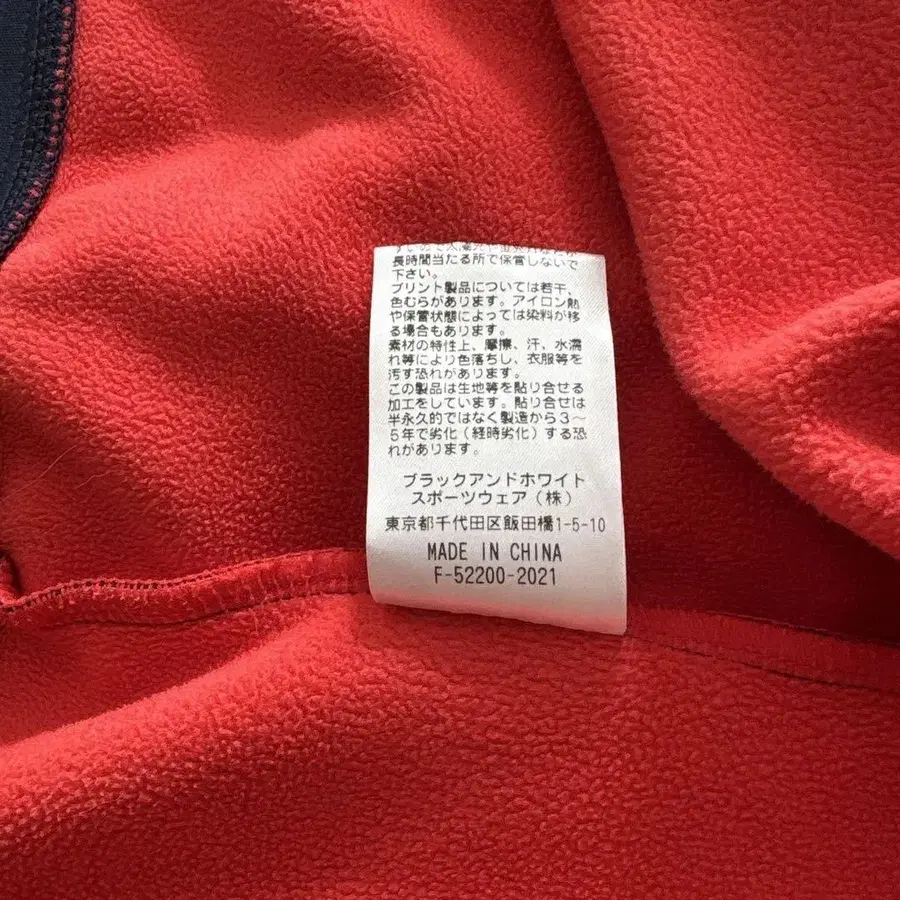 長時間当たる所で保管しないで
下さい。
プリント製品については若干、
色むらがあります。アイロン熱
や保管状態によっては染料が移
る場合もあります。
素材の特性上、摩擦、汗、水濡
れ等により色落ちし、衣服等を
汚す恐れがあります。
この製品は生地等を貼り合せる
加工をしています。貼り合せは
半永久的ではなく製造から3〜
5年で劣化(経時劣化)する恐
れがあります。
ブラックアンドホワイト
スポーツウェア(株)
東京都千代田区飯田橋1-5-10
MADE IN CHINA
F-52200-2021